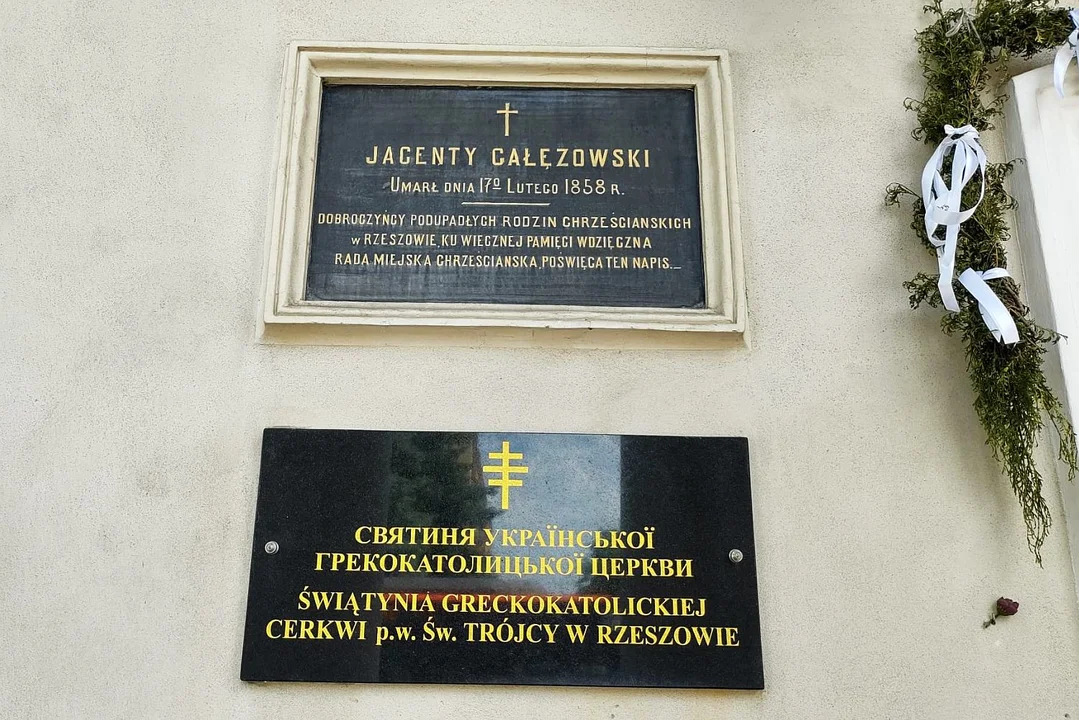 JACENTY CAŁĘZOWSKI
UMARŁ DNIA 17º LUTEGO 1858 R.
DOBROCZYŃCY PODUPADŁYCH RODZIN CHRZEŚCIANSKICH
W RZESZOWIE, KU WIECZNEJ PAMIĘCI WDZIĘCZNA
RADA MIEJSKA CHRZEŚCIANSKA, POŚWIĘCA TEN NAPIS._
СВЯТИНЯ УКРАЇНСЬКОЇ
ГРЕКОКАТОЛИЦЬКОЇ ЦЕРКВИ
ŚWIĄTYNIA GRECKOKATOLICKIEJ
CERKWI p.w. Św. TRÓJCY W RZESZOWIE